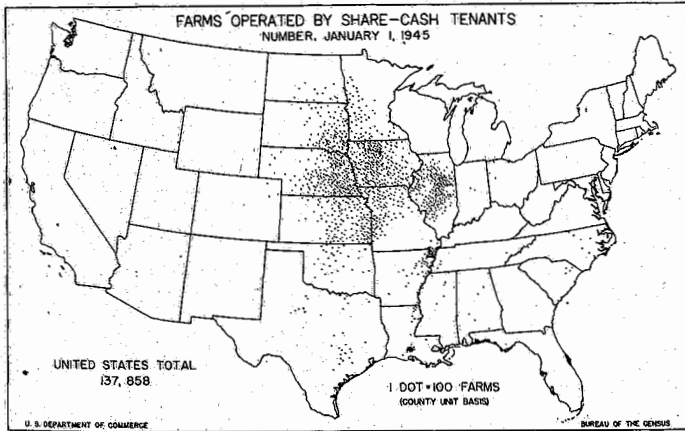 FARMS OPERATED BY SHARE-CASH TENANTS
NUMBER, JANUARY 1, 1945
UNITED STATES TOTAL
137,858
1 DOT=100 FARMS
(COUNTY UNIT BASIS)
U. S. DEPARTMENT OF COMMERCE
BUREAU OF THE CENSUS